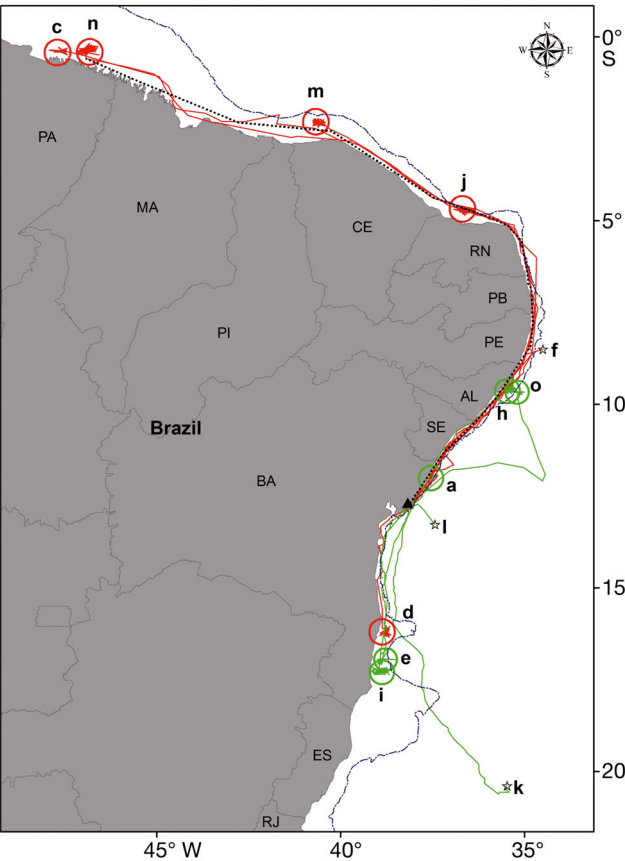 c n
m
j
f
o
h
a
l
d
e
i
k
PA
MA
CE
RN
PB
PI
PE
AL
SE
Brazil
BA
ES
RJ
N
W E
S
0°
S
5°
10
15
20
45° W 40° 35°